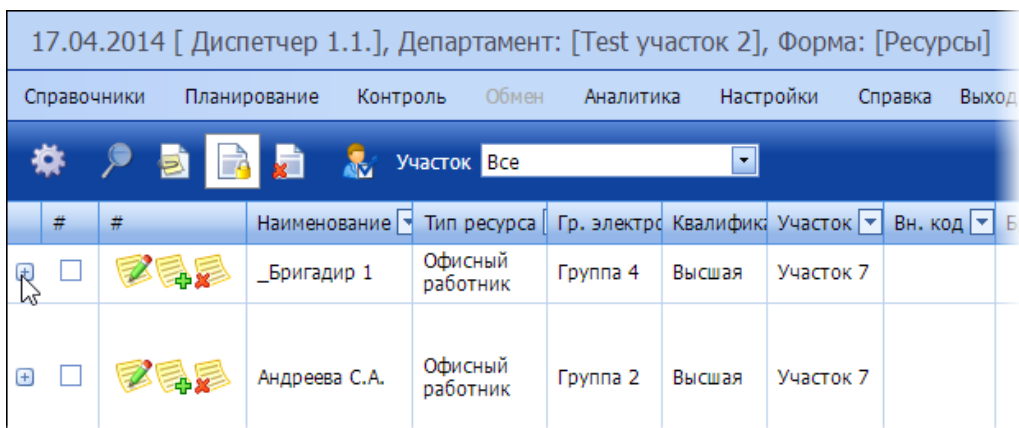 17.04.2014 [ Диспетчер 1.1.], Департамент: [Test участок 2], Форма: [Ресурсы]
Справочники Планирование Контроль Обмен Аналитика Настройки Справка Выход
Участок Все
# # Наименование Тип ресурса Гр. электро Квалифика Участок Вн. код
_Бригадир 1 Офисный работник Группа 4 Высшая Участок 7
Андреева С.А. Офисный работник Группа 2 Высшая Участок 7